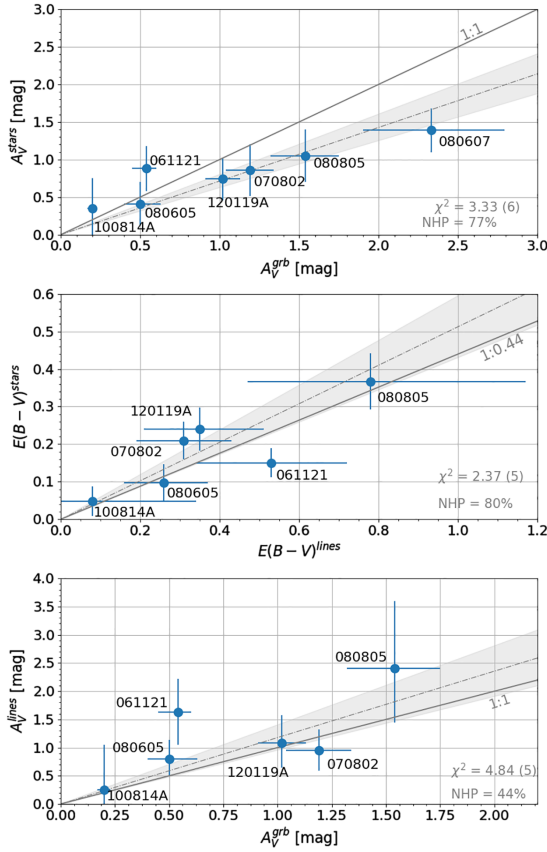 3.0
2.5
2.0
1.5
1.0
0.5
0.0
A_V^{stars} [mag]
1:1
061121
080607
080805
070802
120119A
080605
100814A
χ² = 3.33 (6)
NHP = 77%
0.0 0.5 1.0 1.5 2.0 2.5 3.0
A_V^{grb} [mag]
0.6
0.5
0.4
0.3
0.2
0.1
0.0
E(B − V)^{stars}
1:0.44
080805
120119A
070802
061121
080605
100814A
χ² = 2.37 (5)
NHP = 80%
0.0 0.2 0.4 0.6 0.8 1.0 1.2
E(B − V)^{lines}
4.0
3.5
3.0
2.5
2.0
1.5
1.0
0.5
0.0
A_V^{lines} [mag]
080805
061121
1:1
080605
070802
120119A
100814A
χ² = 4.84 (5)
NHP = 44%
0.00 0.25 0.50 0.75 1.00 1.25 1.50 1.75 2.00
A_V^{grb} [mag]